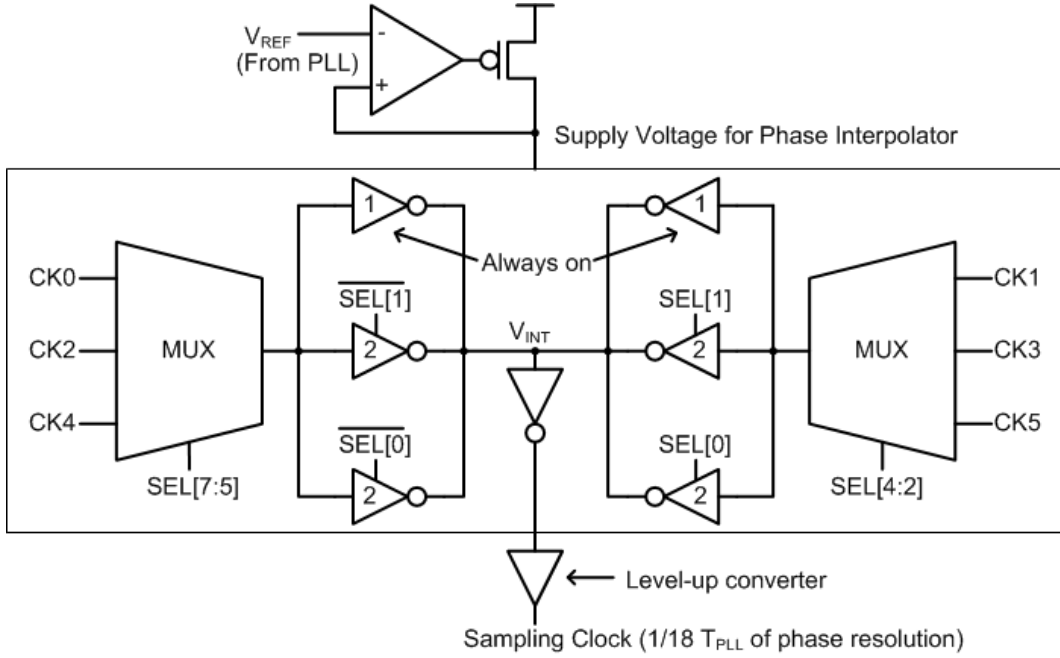 V_REF
(From PLL)
-
+
Supply Voltage for Phase Interpolator
1
1
Always on
CK0
CK2
CK4
MUX
SEL[7:5]
S̅E̅L̅[̅1̅]̅
2
S̅E̅L̅[̅0̅]̅
2
V_INT
SEL[1]
2
SEL[0]
2
MUX
SEL[4:2]
CK1
CK3
CK5
Level-up converter
Sampling Clock (1/18 T_PLL of phase resolution)